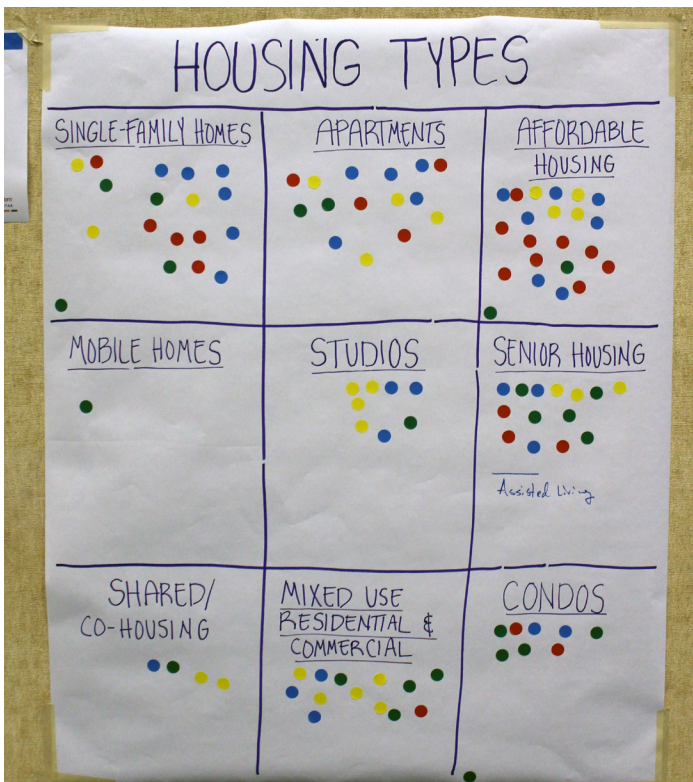 HOUSING TYPES
SINGLE-FAMILY HOMES
APARTMENTS
AFFORDABLE
HOUSING
MOBILE HOMES
STUDIOS
SENIOR HOUSING
Assisted Living
SHARED/
CO-HOUSING
MIXED USE
RESIDENTIAL &
COMMERCIAL
CONDOS